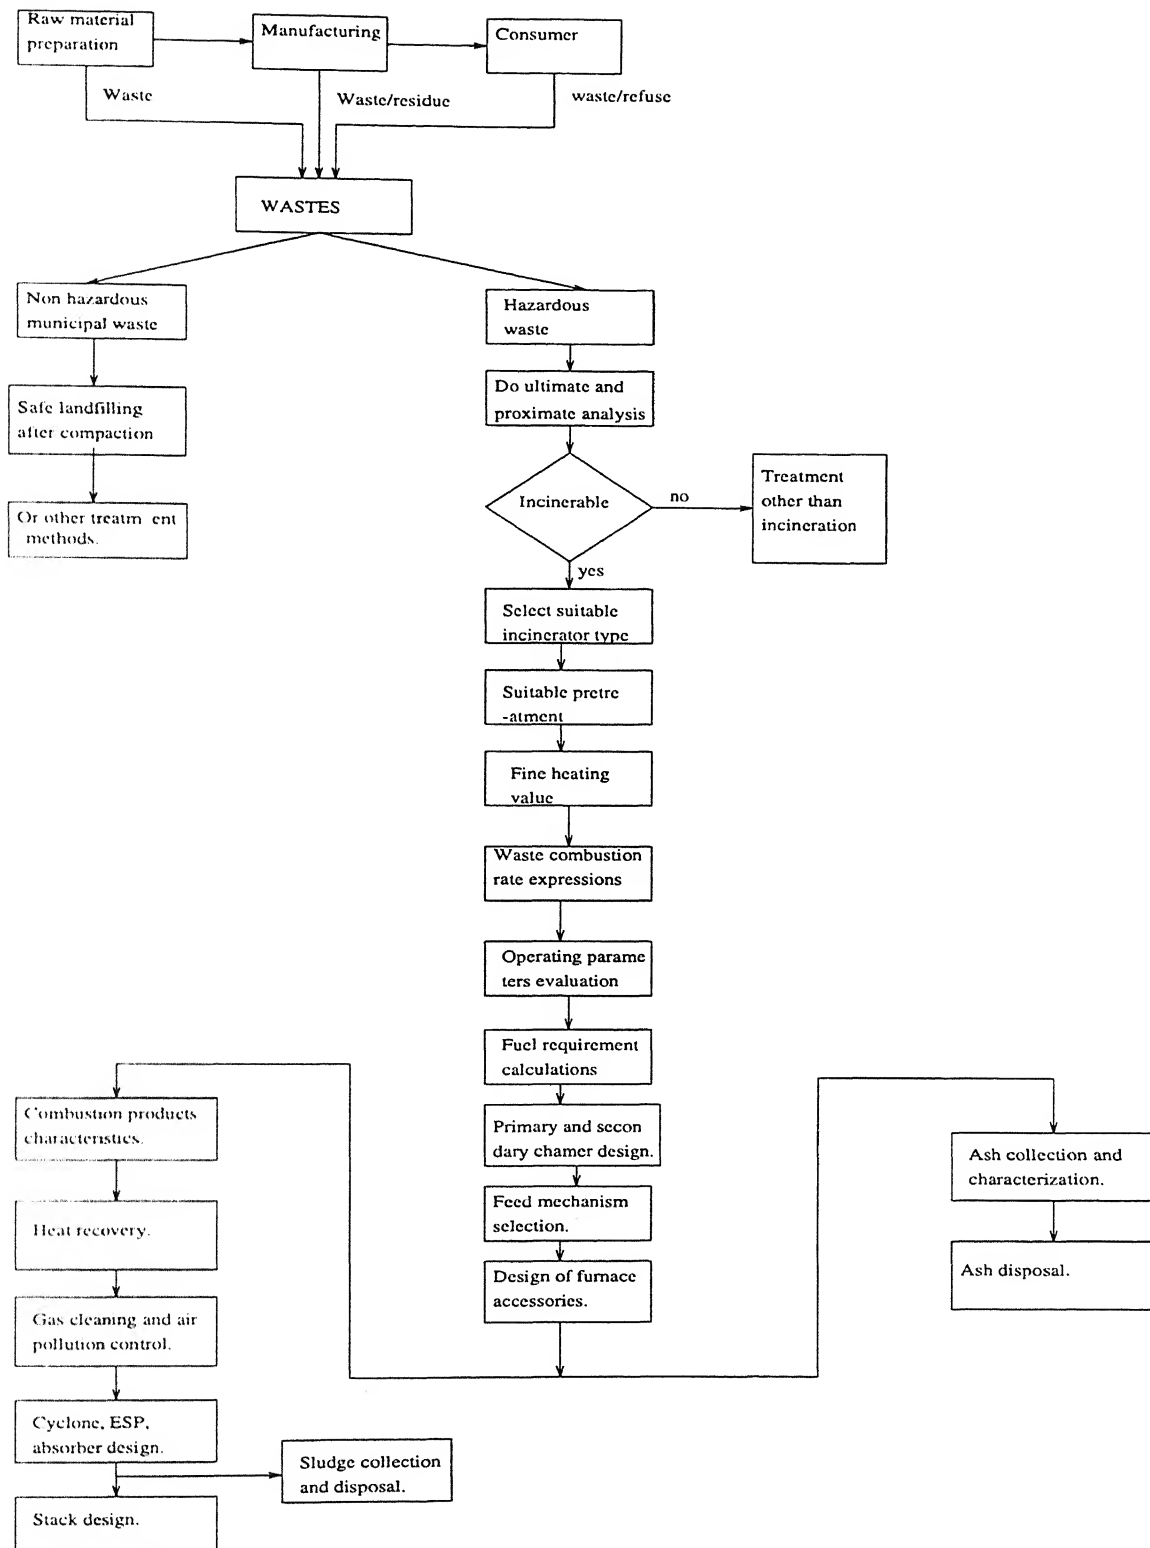 Raw material
preparation
Manufacturing
Consumer
Waste
Waste/residue
waste/refuse
WASTES
Non hazardous
municipal waste
Hazardous
waste
Do ultimate and
proximate analysis
Safe landfilling
after compaction
Incinerable
no
Treatment
other than
incineration
Or other treatm ent
methods.
yes
Select suitable
incinerator type
Suitable pretre
-atment
Fine heating
value
Waste combustion
rate expressions
Operating parame
ters evaluation
Fuel requirement
calculations
Primary and secon
dary chamer design.
Feed mechanism
selection.
Design of furnace
accessories.
Combustion products
characteristics.
Heat recovery.
Gas cleaning and air
pollution control.
Cyclone, ESP,
absorber design.
Sludge collection
and disposal.
Stack design.
Ash collection and
characterization.
Ash disposal.